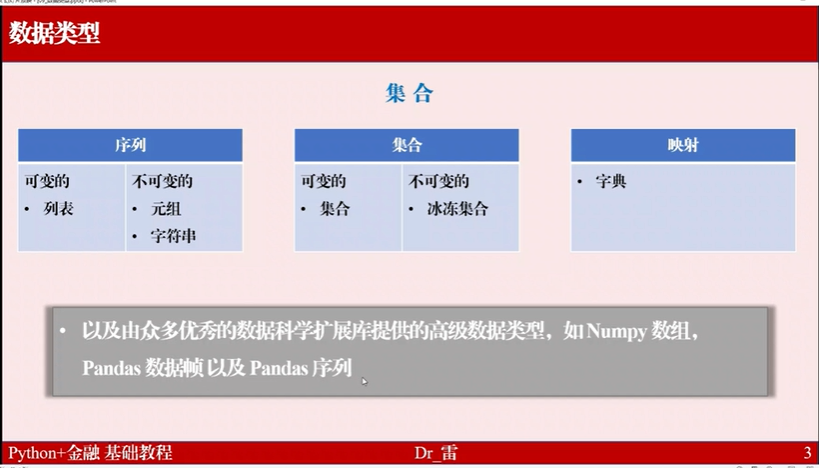 数据类型
集 合
序列
可变的
• 列表
不可变的
• 元组
• 字符串
集合
可变的
• 集合
不可变的
• 冰冻集合
映射
• 字典
• 以及由众多优秀的数据科学扩展库提供的高级数据类型，如 Numpy 数组，
Pandas 数据帧 以及 Pandas 序列
Python+金融 基础教程
Dr_雷
3